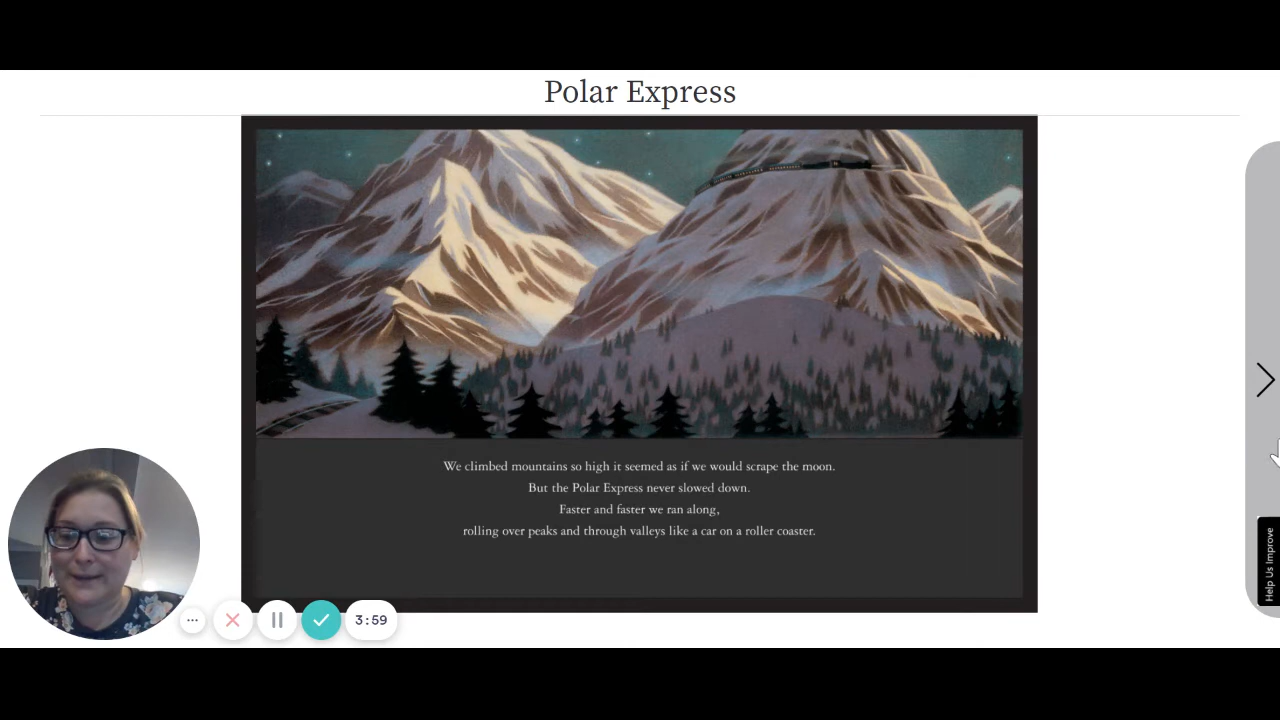 Polar Express
We climbed mountains so high it seemed as if we would scrape the moon.
But the Polar Express never slowed down.
Faster and faster we ran along,
rolling over peaks and through valleys like a car on a roller coaster.
Help Us Improve
3:59